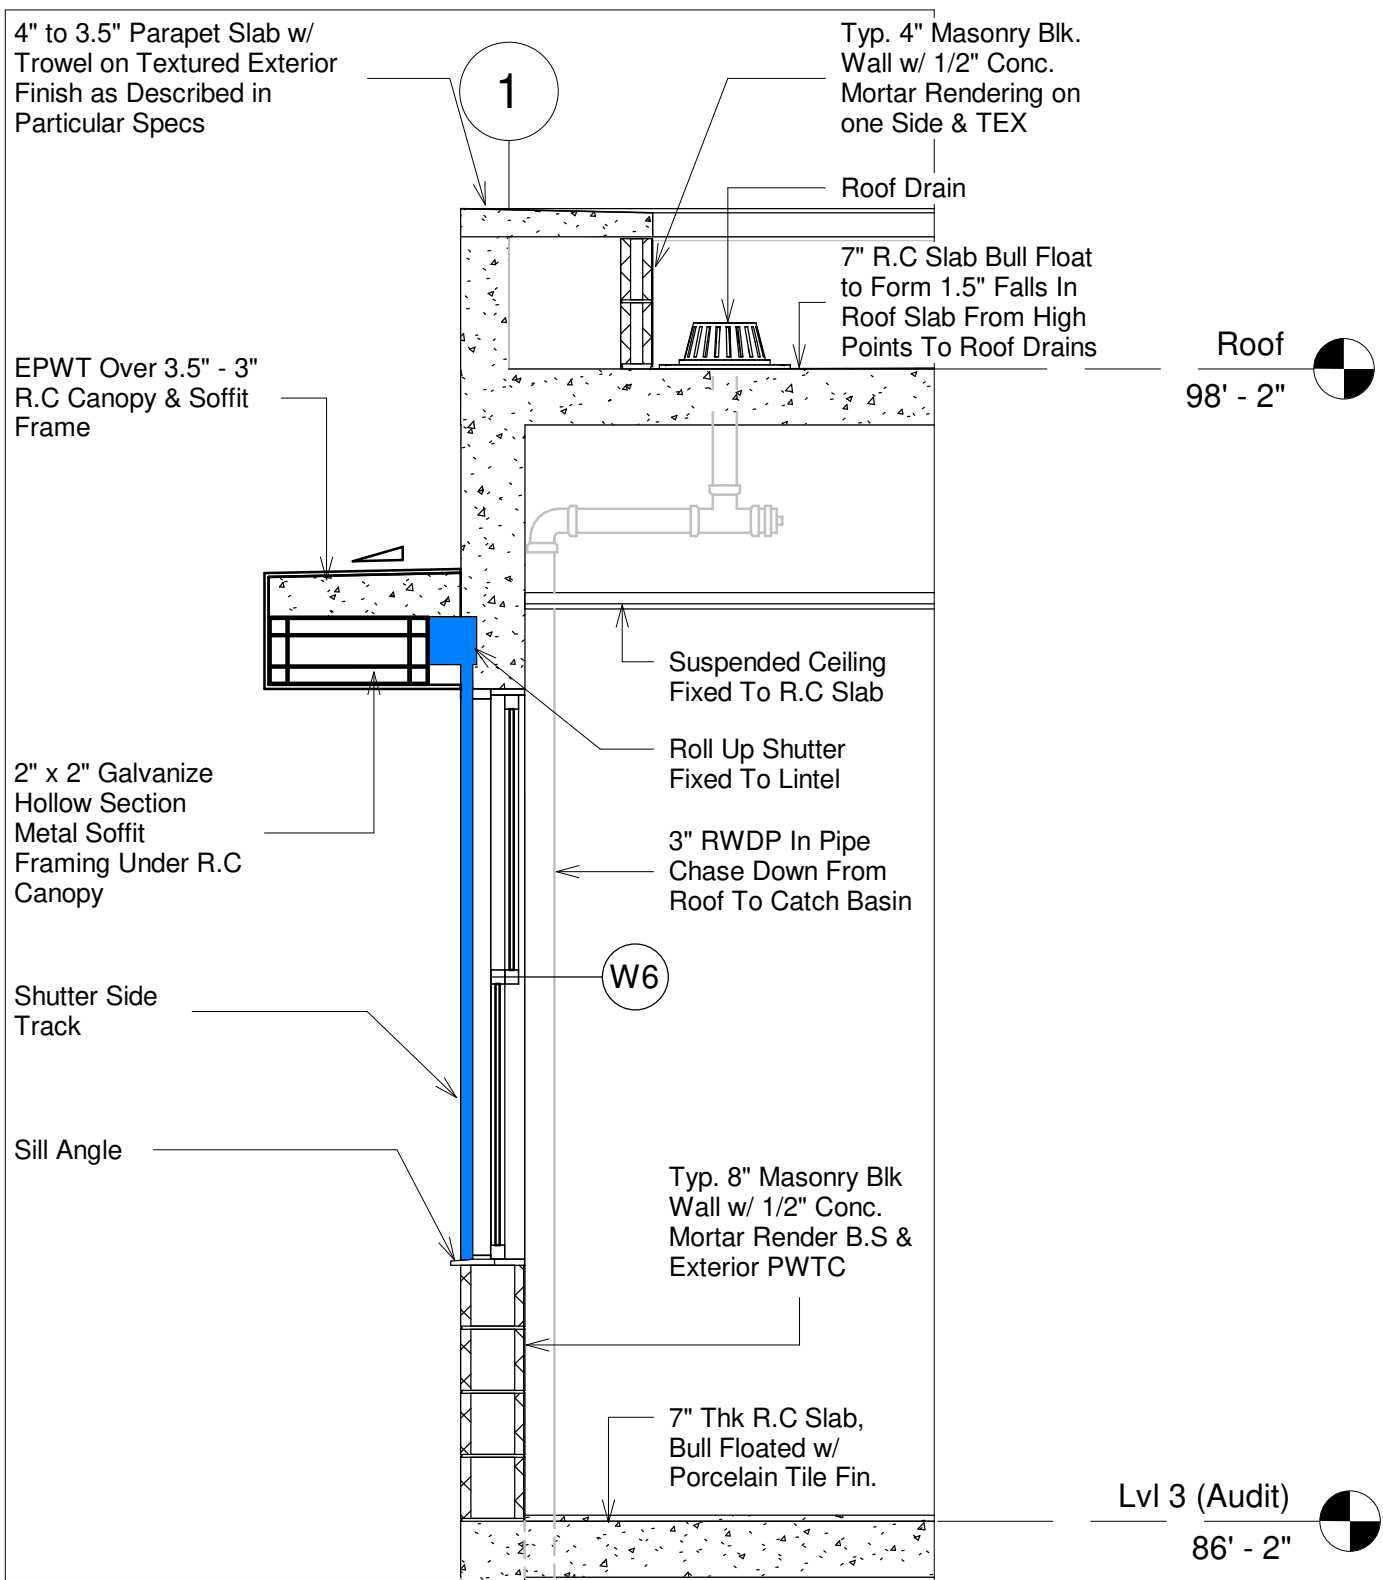 4" to 3.5" Parapet Slab w/
Trowel on Textured Exterior
Finish as Described in
Particular Specs
1
Typ. 4" Masonry Blk.
Wall w/ 1/2" Conc.
Mortar Rendering on
one Side & TEX
Roof Drain
7" R.C Slab Bull Float
to Form 1.5" Falls In
Roof Slab From High
Points To Roof Drains
Roof
98' - 2"
EPWT Over 3.5" - 3"
R.C Canopy & Soffit
Frame
Suspended Ceiling
Fixed To R.C Slab
Roll Up Shutter
Fixed To Lintel
2" x 2" Galvanize
Hollow Section
Metal Soffit
Framing Under R.C
Canopy
3" RWDP In Pipe
Chase Down From
Roof To Catch Basin
W6
Shutter Side
Track
Sill Angle
Typ. 8" Masonry Blk
Wall w/ 1/2" Conc.
Mortar Render B.S &
Exterior PWTC
7" Thk R.C Slab,
Bull Floated w/
Porcelain Tile Fin.
Lvl 3 (Audit)
86' - 2"